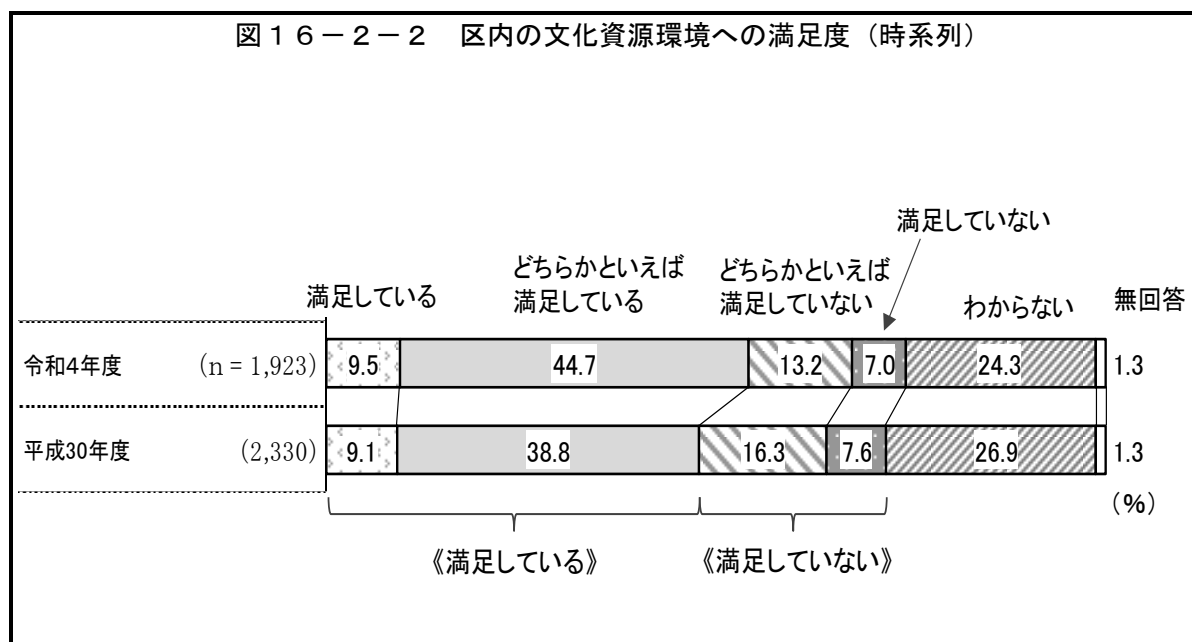 図16－2－2　区内の文化資源環境への満足度（時系列）
満足していない
満足している
どちらかといえば
満足している
どちらかといえば
満足していない
わからない
無回答
令和4年度 (n = 1,923) 9.5 44.7 13.2 7.0 24.3 1.3
平成30年度 (2,330) 9.1 38.8 16.3 7.6 26.9 1.3
(％)
《満足している》 《満足していない》